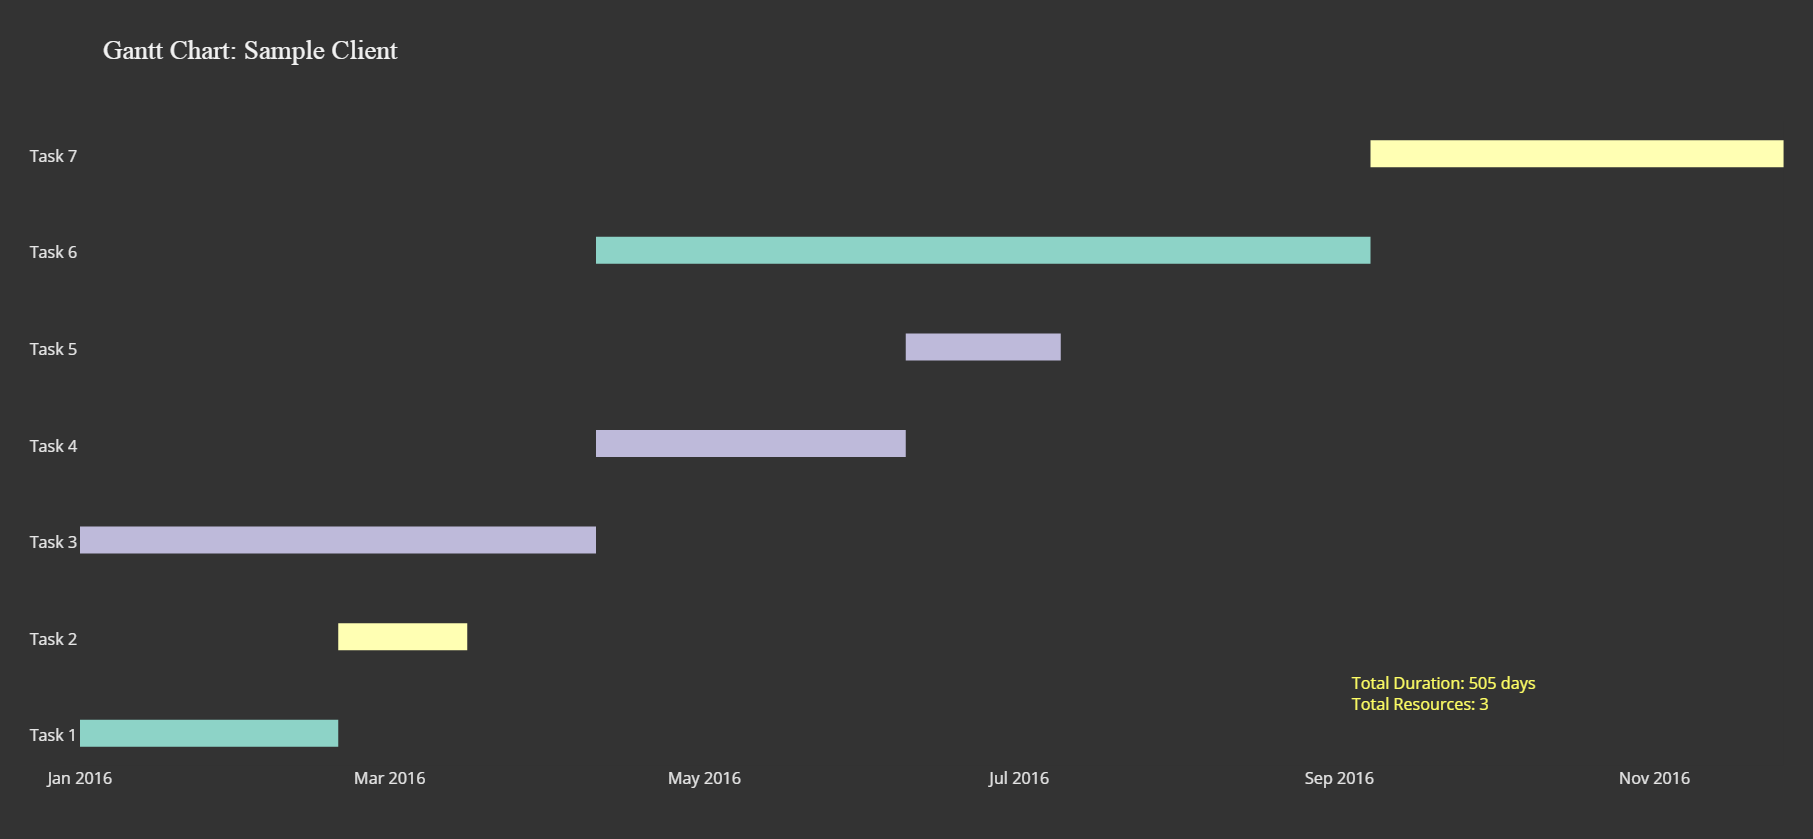 Gantt Chart: Sample Client
Task 7
Task 6
Task 5
Task 4
Task 3
Task 2
Total Duration: 505 days
Total Resources: 3
Task 1
Jan 2016 Mar 2016 May 2016 Jul 2016 Sep 2016 Nov 2016